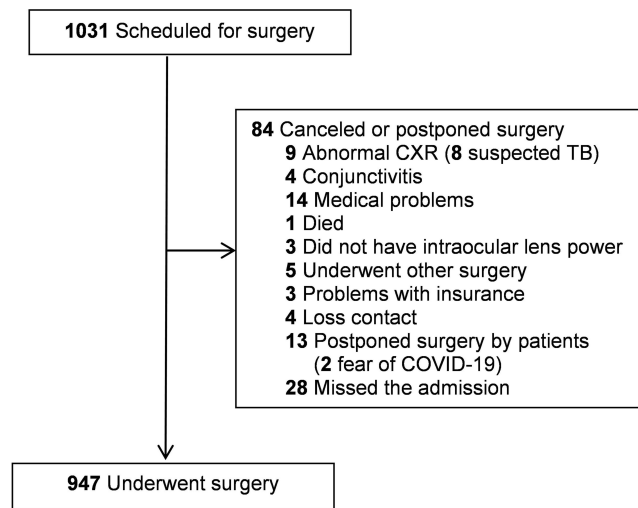 1031 Scheduled for surgery
84 Canceled or postponed surgery
9 Abnormal CXR (8 suspected TB)
4 Conjunctivitis
14 Medical problems
1 Died
3 Did not have intraocular lens power
5 Underwent other surgery
3 Problems with insurance
4 Loss contact
13 Postponed surgery by patients
(2 fear of COVID-19)
28 Missed the admission
947 Underwent surgery